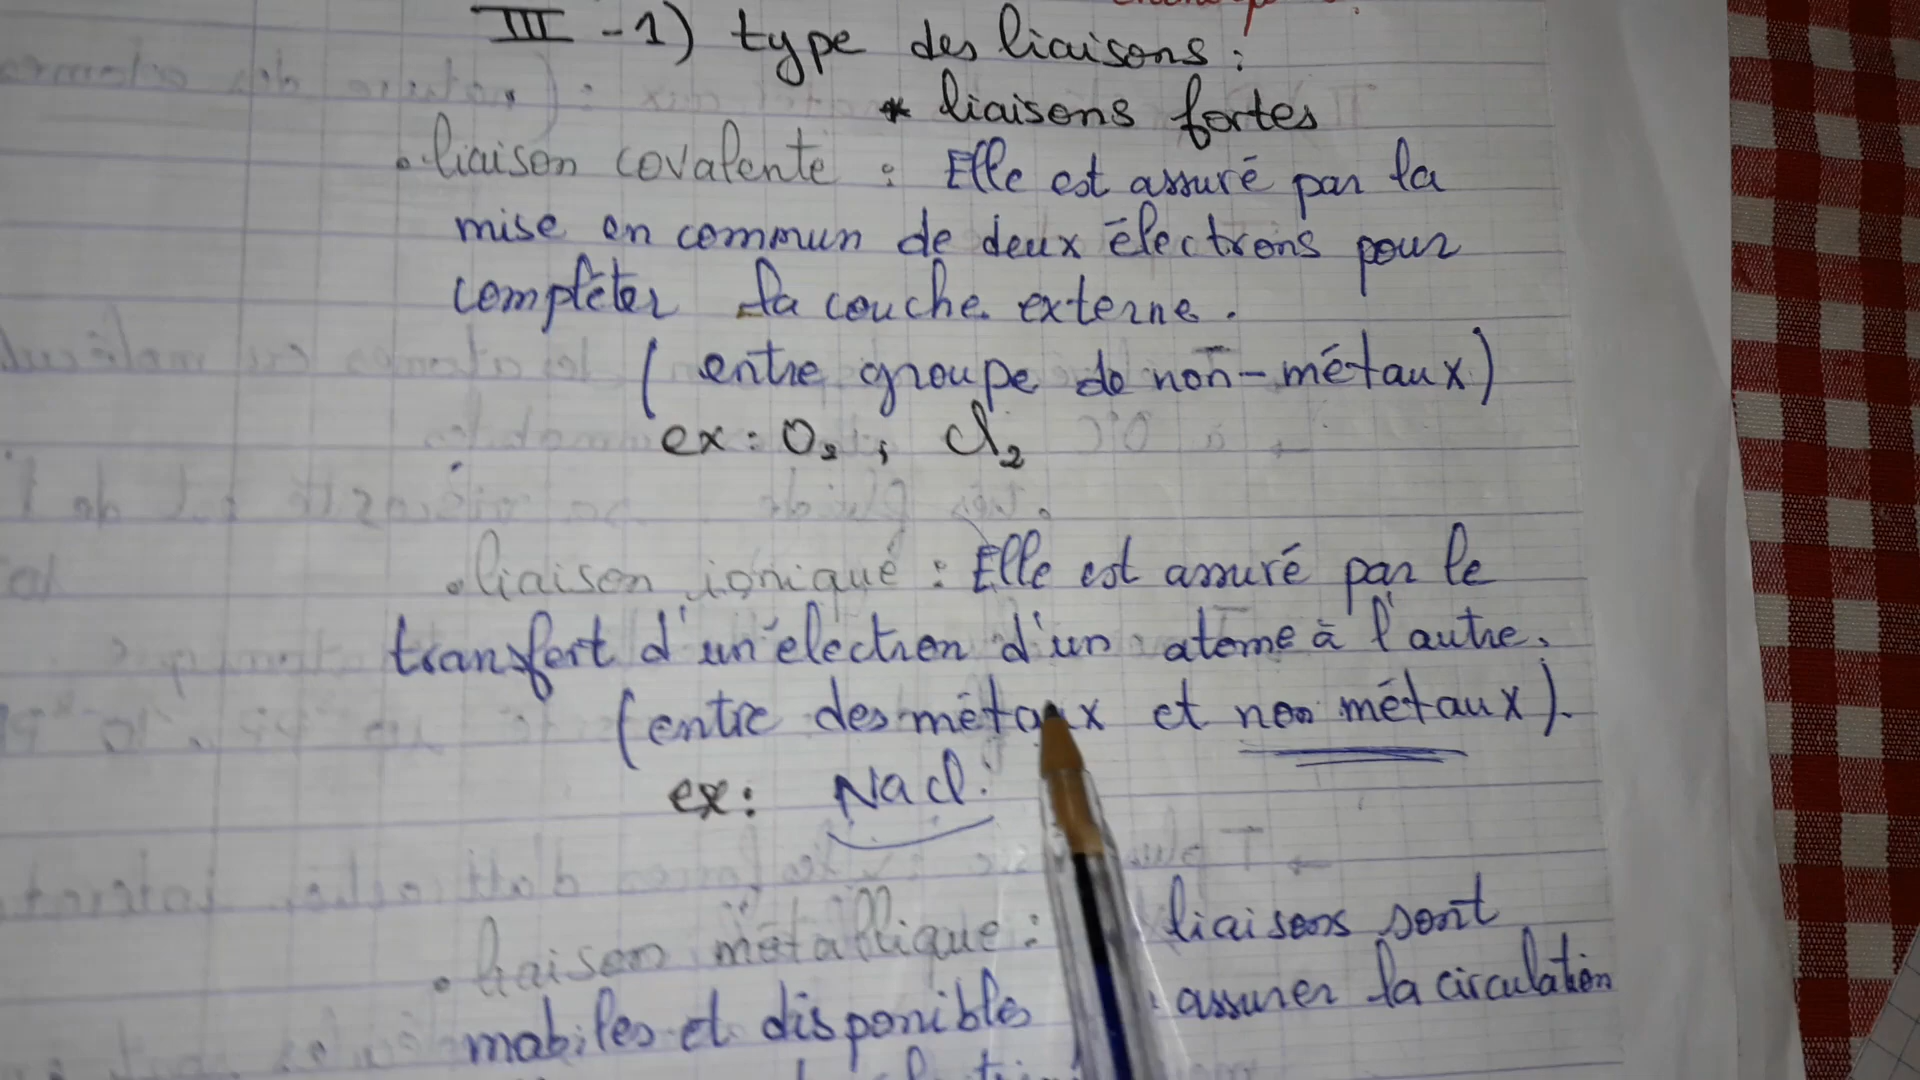 III -1) type des liaisons :
* liaisons fortes
. liaison covalente : Elle est assuré par la
mise en commun de deux électrons pour
compléter la couche externe.
( entre groupe de non-métaux)
ex: O2 ; Cl2
. liaison ionique : Elle est assuré par le
transfert d'un électron d'un atome à l'autre.
(entre des métaux et non métaux).
ex: NaCl.
. liaison métallique : liaisons sont
mobiles et disponibles assurer la circulation